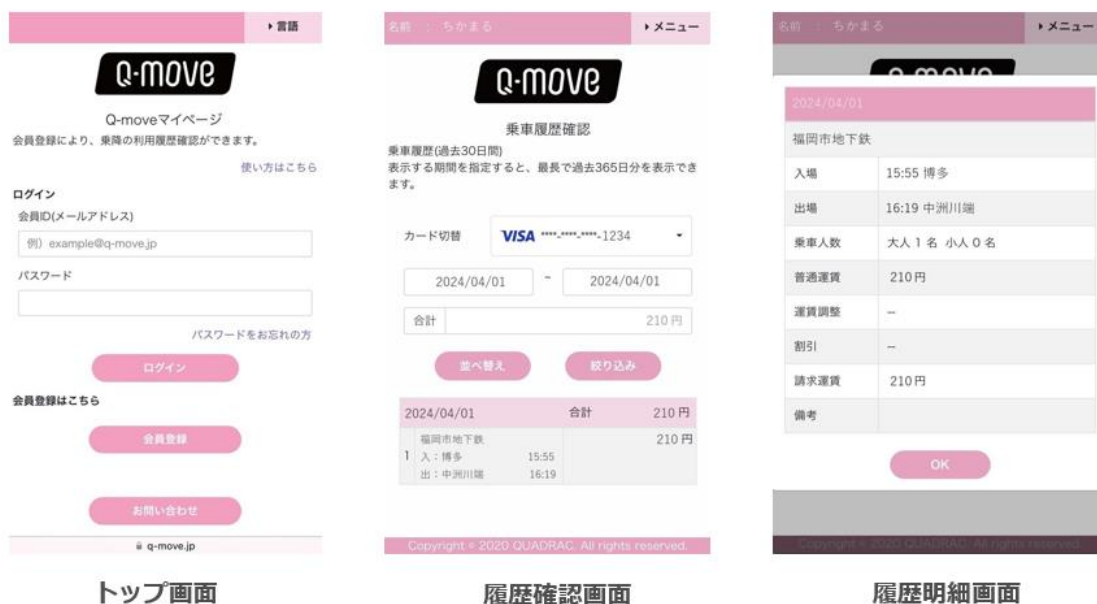 言語
Q-move
Q-moveマイページ
会員登録により、乗降の利用履歴確認ができます。
使い方はこちら
ログイン
会員ID(メールアドレス)
例）example@q-move.jp
パスワード
パスワードをお忘れの方
ログイン
会員登録はこちら
会員登録
お問い合わせ
q-move.jp
トップ画面
名前 : ちかまる
メニュー
Q-move
乗車履歴確認
乗車履歴(過去30日間)
表示する期間を指定すると、最長で過去365日分を表示でき
ます。
カード切替 VISA ****-****-****-1234
2024/04/01 ~ 2024/04/01
合計 210 円
並べ替え 絞り込み
2024/04/01 合計 210 円
福岡市地下鉄 210 円
1 入：博多 15:55
出：中洲川端 16:19
Copyright © 2020 QUADRAC. All rights reserved.
履歴確認画面
名前 : ちかまる
メニュー
Q-move
2024/04/01
福岡市地下鉄
入場 15:55 博多
出場 16:19 中洲川端
乗車人数 大人 1 名 小人 0 名
普通運賃 210 円
運賃調整 --
割引 --
請求運賃 210 円
備考
OK
Copyright © 2020 QUADRAC. All rights reserved.
履歴明細画面